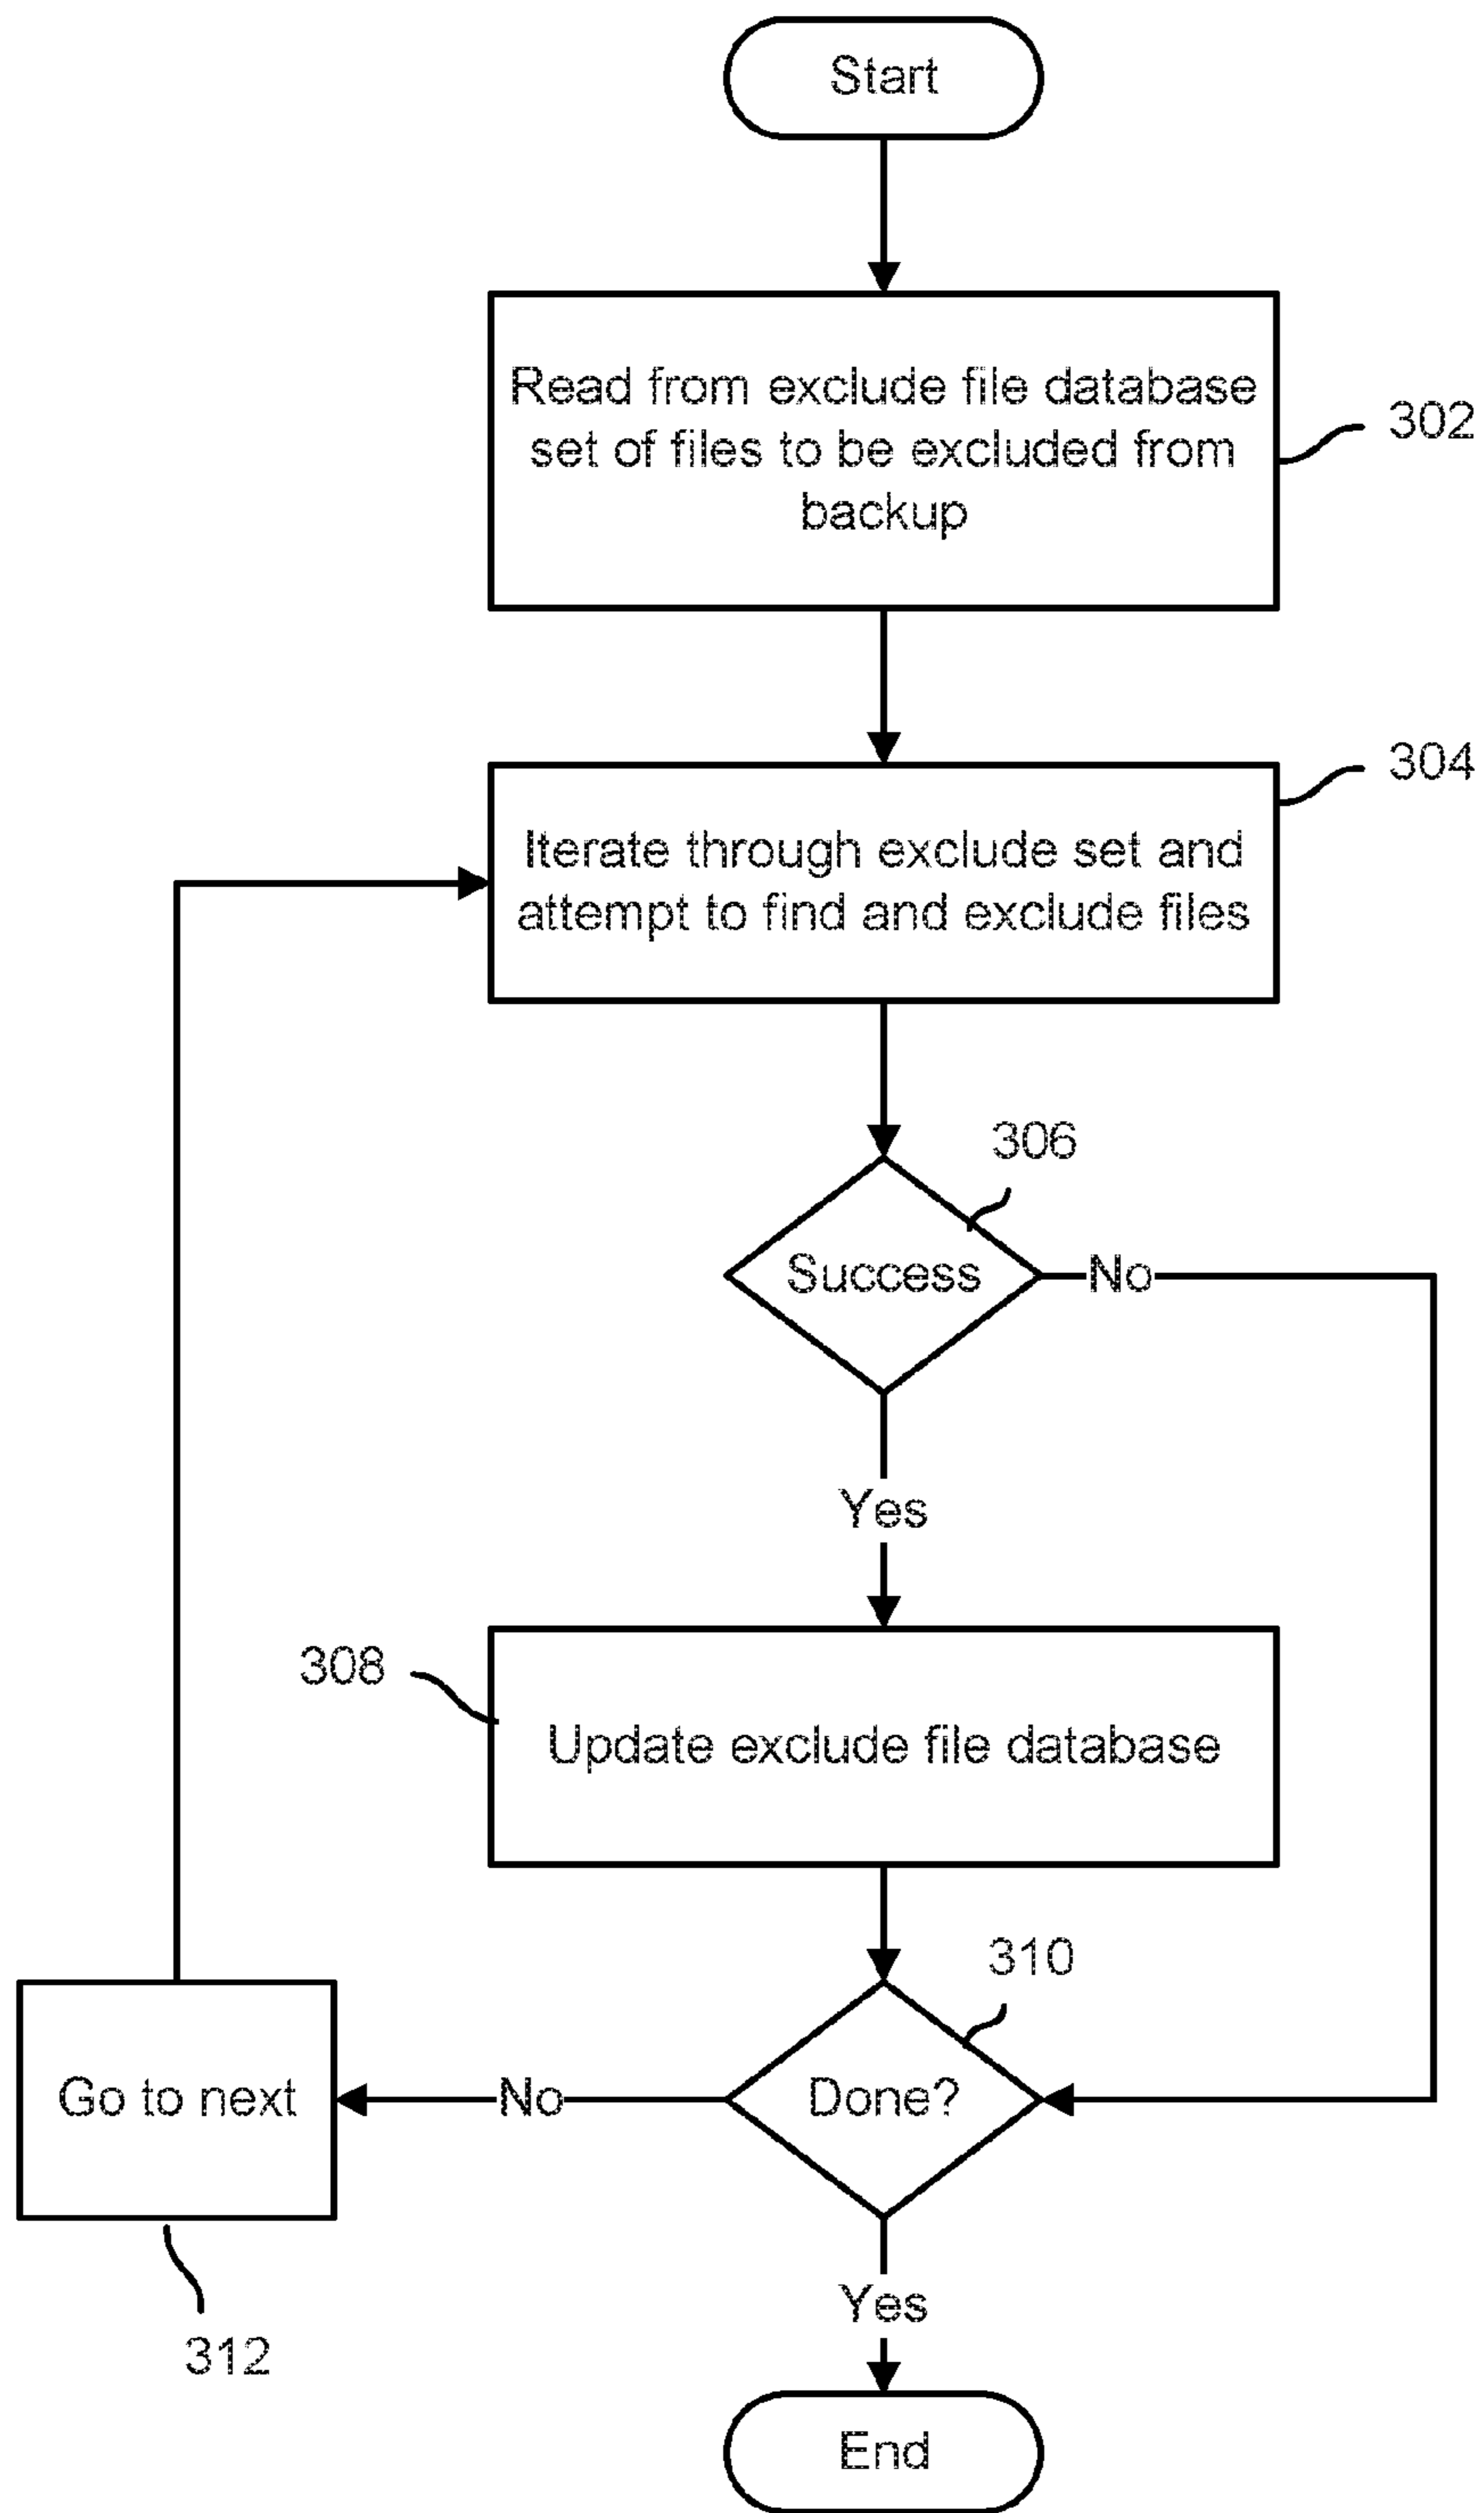 Start
Read from exclude file database
set of files to be excluded from
backup
302
304
Iterate through exclude set and
attempt to find and exclude files
306
Success
No
Yes
308
Update exclude file database
310
Go to next
No
Done?
312
Yes
End